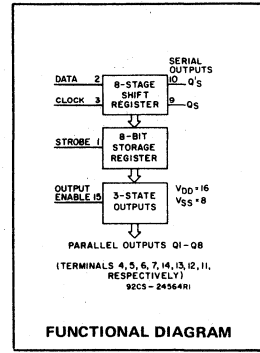 SERIAL
OUTPUTS
DATA 2
10 Q'S
8-STAGE
SHIFT
REGISTER
CLOCK 3
9 QS
STROBE 1
8-BIT
STORAGE
REGISTER
OUTPUT
ENABLE 15
3-STATE
OUTPUTS
VDD = 16
VSS = 8
PARALLEL OUTPUTS Q1-Q8
(TERMINALS 4, 5, 6, 7, 14, 13, 12, 11,
RESPECTIVELY)
92CS-24564R1
FUNCTIONAL DIAGRAM